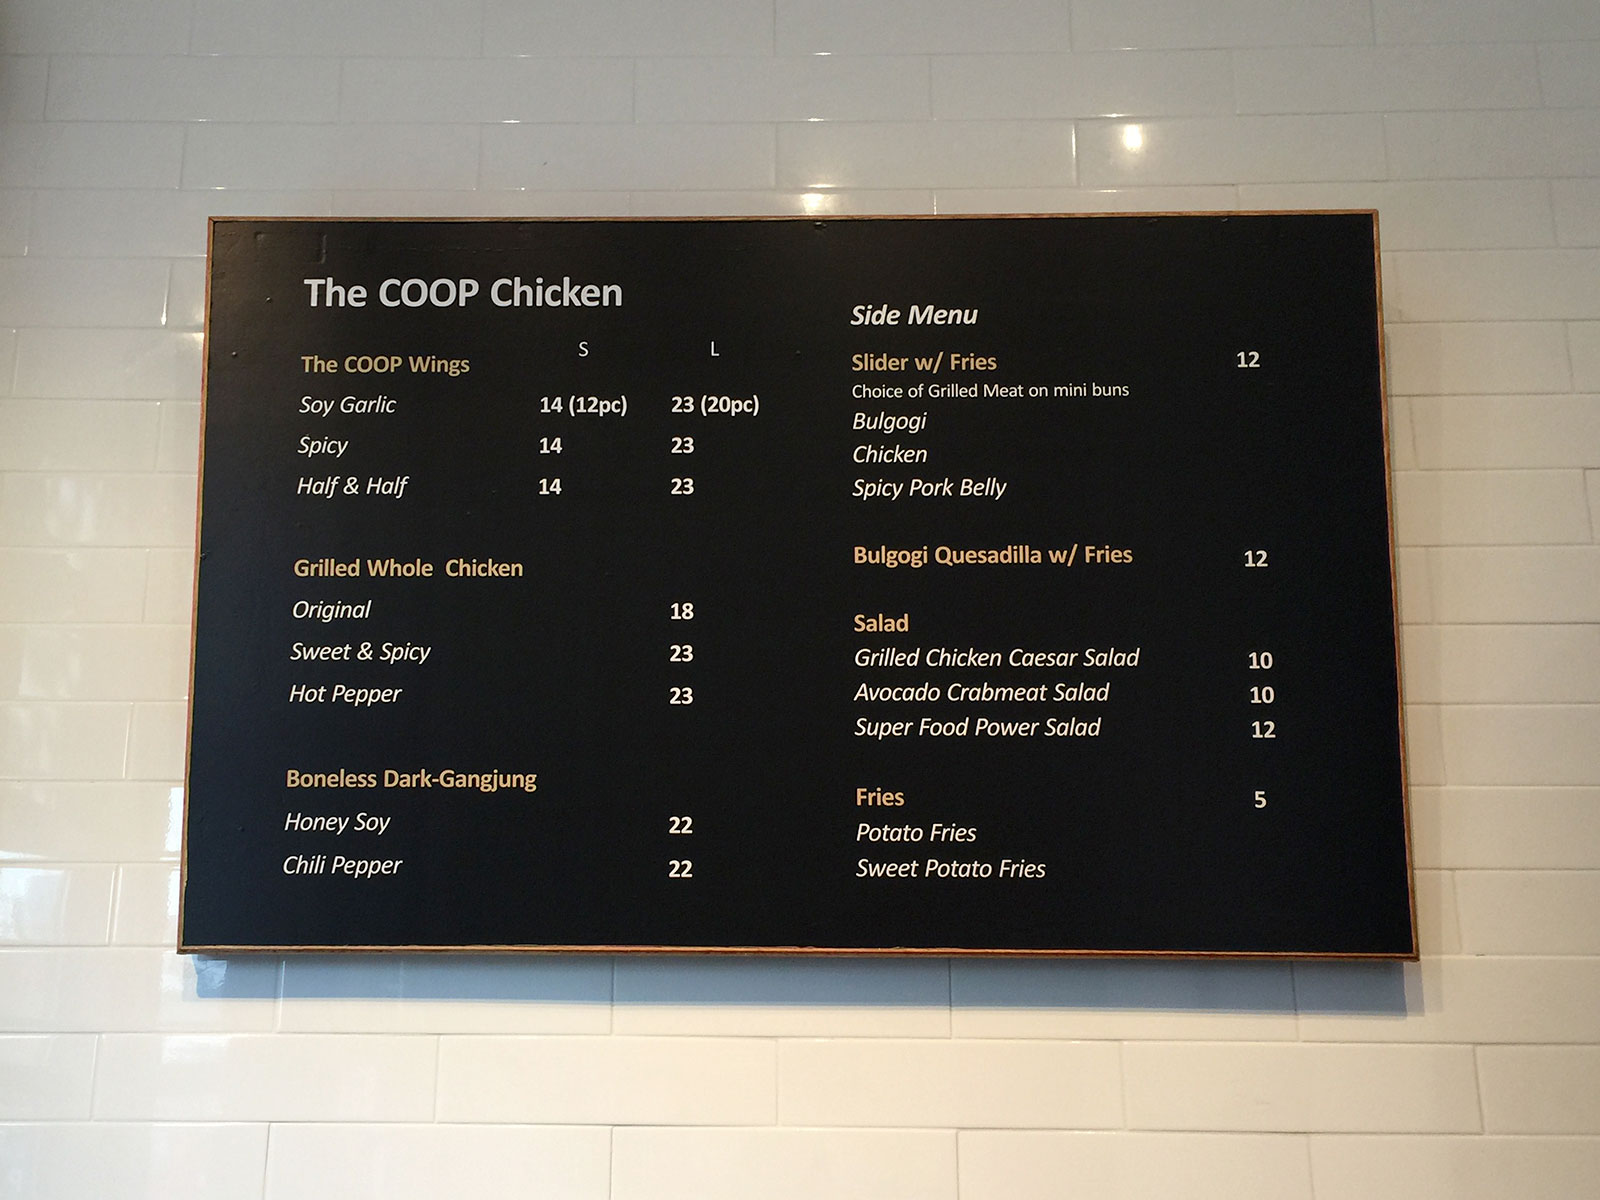 The COOP Chicken
S L
The COOP Wings
Soy Garlic 14 (12pc) 23 (20pc)
Spicy 14 23
Half & Half 14 23
Grilled Whole Chicken
Original 18
Sweet & Spicy 23
Hot Pepper 23
Boneless Dark-Gangjung
Honey Soy 22
Chili Pepper 22
Side Menu
Slider w/ Fries 12
Choice of Grilled Meat on mini buns
Bulgogi
Chicken
Spicy Pork Belly
Bulgogi Quesadilla w/ Fries 12
Salad
Grilled Chicken Caesar Salad 10
Avocado Crabmeat Salad 10
Super Food Power Salad 12
Fries 5
Potato Fries
Sweet Potato Fries